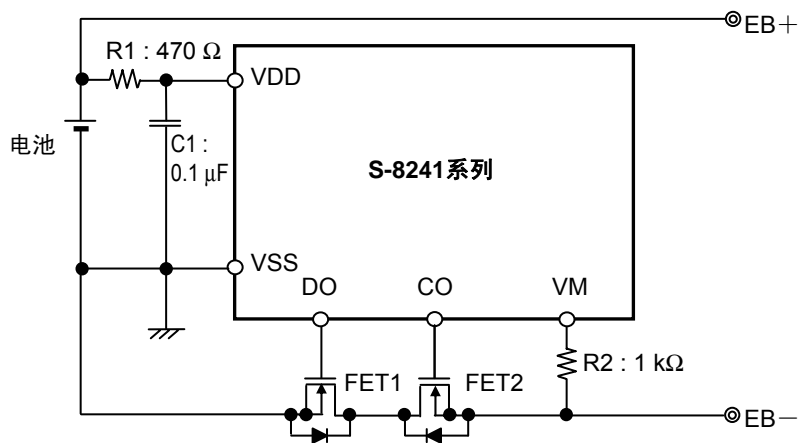 EB+
R1 : 470 Ω
VDD
电池
C1 :
0.1 μF
S-8241系列
VSS
DO
CO
VM
FET1
FET2
R2 : 1 kΩ
EB−